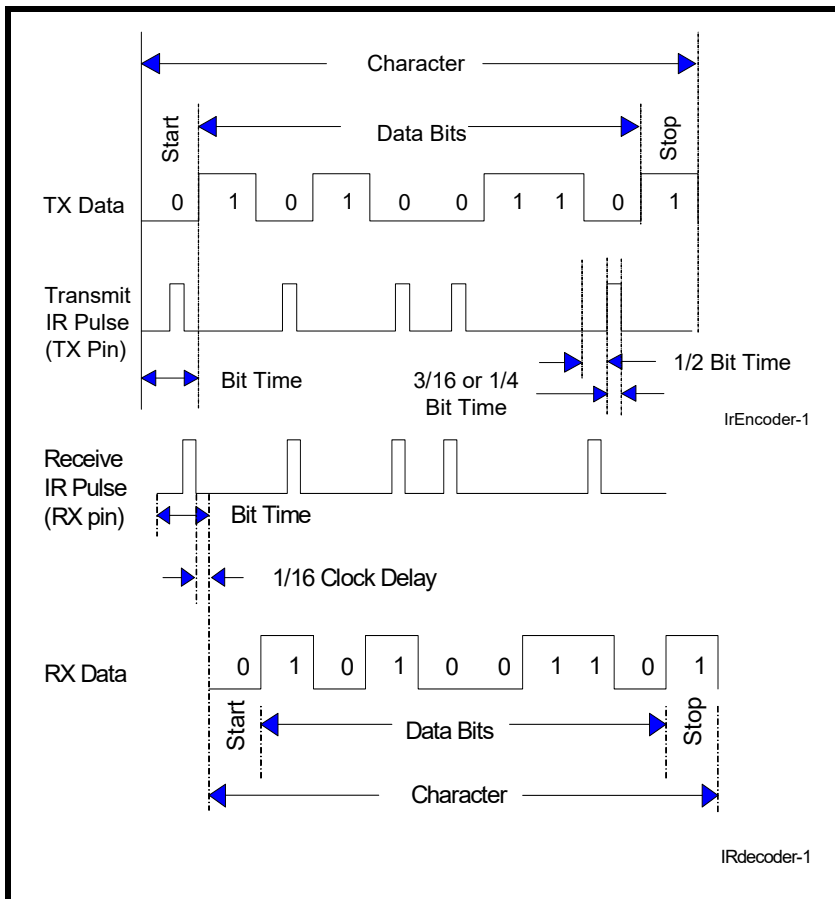 Character
Start
Data Bits
Stop
TX Data
0 1 0 1 0 0 1 1 0 1
Transmit
IR Pulse
(TX Pin)
Bit Time
1/2 Bit Time
3/16 or 1/4
Bit Time
IrEncoder-1
Receive
IR Pulse
(RX pin)
Bit Time
1/16 Clock Delay
RX Data
0 1 0 1 0 0 1 1 0 1
Start
Data Bits
Stop
Character
IRdecoder-1